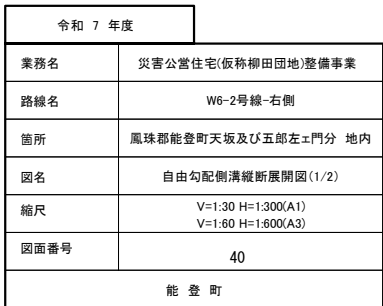 令和 7 年度
業務名 災害公営住宅(仮称柳田団地)整備事業
路線名 W6-2号線-右側
箇所 鳳珠郡能登町天坂及び五郎左ェ門分 地内
図名 自由勾配側溝縦断展開図(1/2)
縮尺 V=1:30 H=1:300(A1)
V=1:60 H=1:600(A3)
図面番号 40
能 登 町